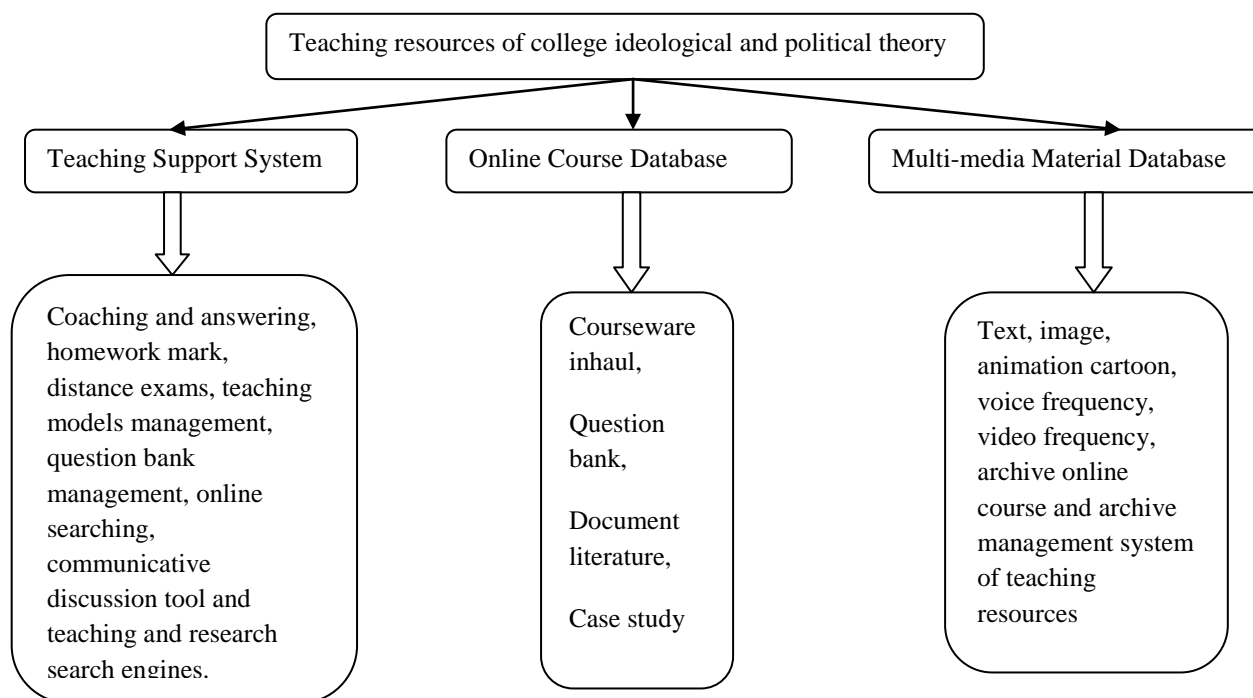 Teaching resources of college ideological and political theory
Teaching Support System
Online Course Database
Multi-media Material Database
Coaching and answering,
homework mark,
distance exams, teaching
models management,
question bank
management, online
searching,
communicative
discussion tool and
teaching and research
search engines.
Courseware
inhaul,
Question
bank,
Document
literature,
Case study
Text, image,
animation cartoon,
voice frequency,
video frequency,
archive online
course and archive
management system
of teaching
resources